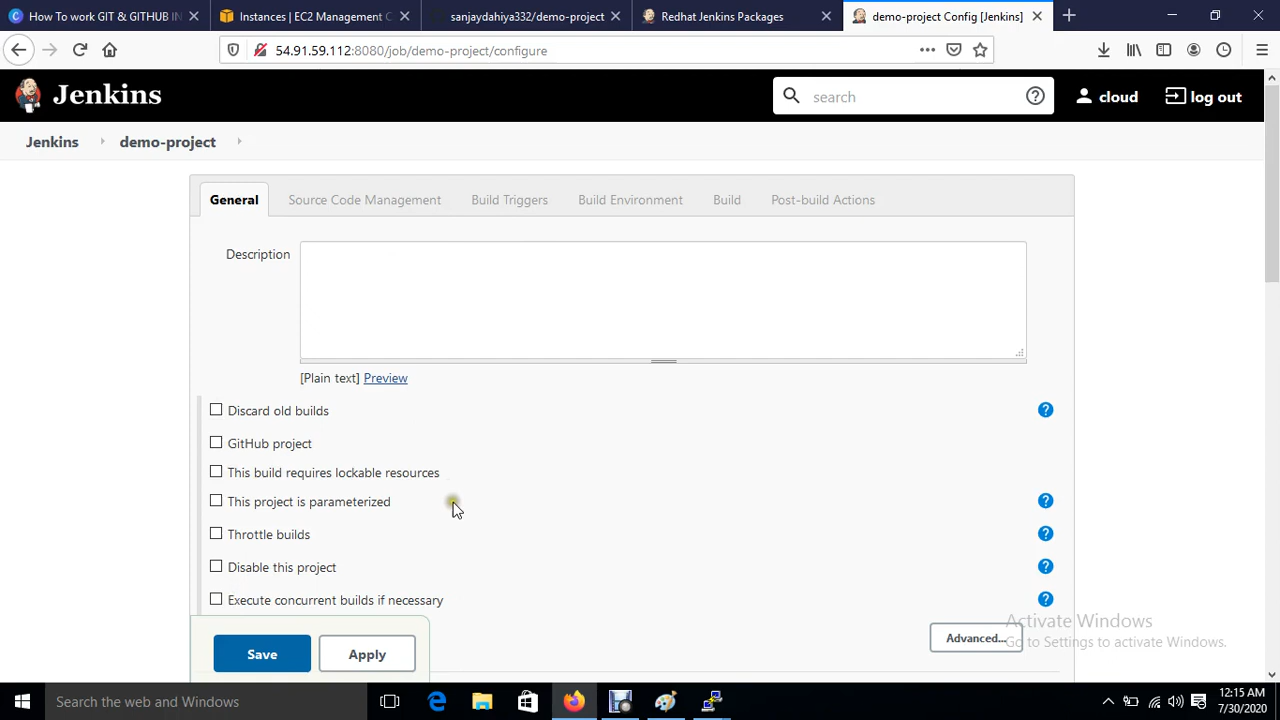 How To work GIT & GITHUB IN
Instances | EC2 Management C
sanjaydahiya332/demo-project
Redhat Jenkins Packages
demo-project Config [Jenkins]
54.91.59.112:8080/job/demo-project/configure
Jenkins
search
cloud
log out
Jenkins
demo-project
General
Source Code Management
Build Triggers
Build Environment
Build
Post-build Actions
Description
[Plain text] Preview
Discard old builds
GitHub project
This build requires lockable resources
This project is parameterized
Throttle builds
Disable this project
Execute concurrent builds if necessary
Advanced...
Save
Apply
Activate Windows
Go to Settings to activate Windows.
Search the web and Windows
12:15 AM
7/30/2020